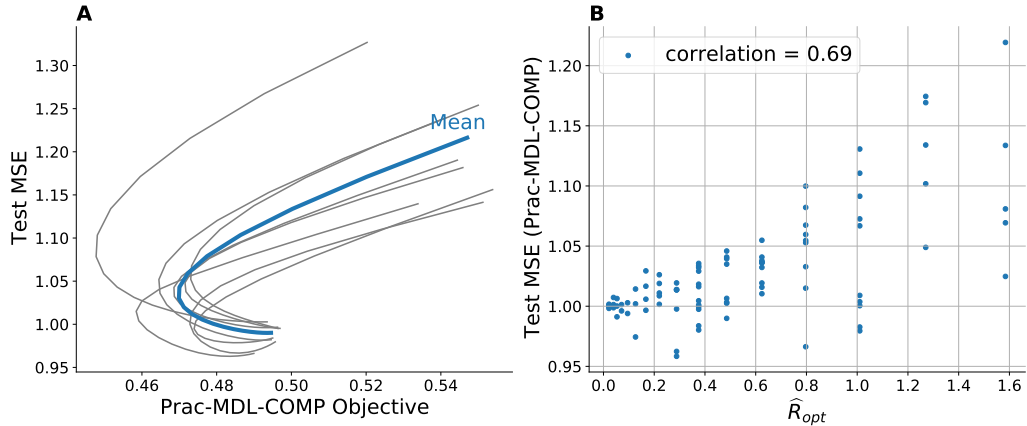 A
1.30
1.25
1.20
1.15
1.10
1.05
1.00
0.95
Test MSE
Mean
0.46 0.48 0.50 0.52 0.54
Prac-MDL-COMP Objective
B
correlation = 0.69
1.20
1.15
1.10
1.05
1.00
0.95
Test MSE (Prac-MDL-COMP)
0.0 0.2 0.4 0.6 0.8 1.0 1.2 1.4 1.6
R̂_opt